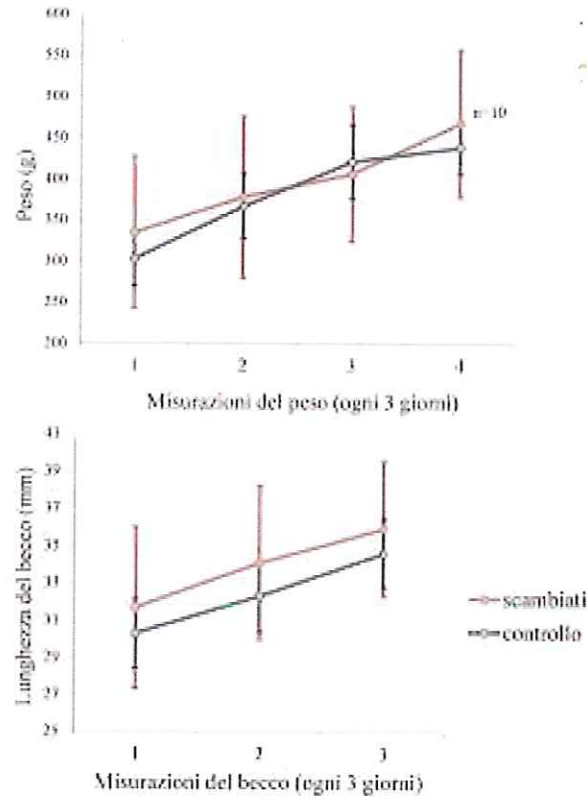 600
550
500
450
400
350
300
250
200
Peso (g)
n=10
1 2 3 4
Misurazioni del peso (ogni 3 giorni)
41
39
37
35
33
31
29
27
25
Lunghezza del becco (mm)
scambiati
controllo
1 2 3
Misurazioni del becco (ogni 3 giorni)